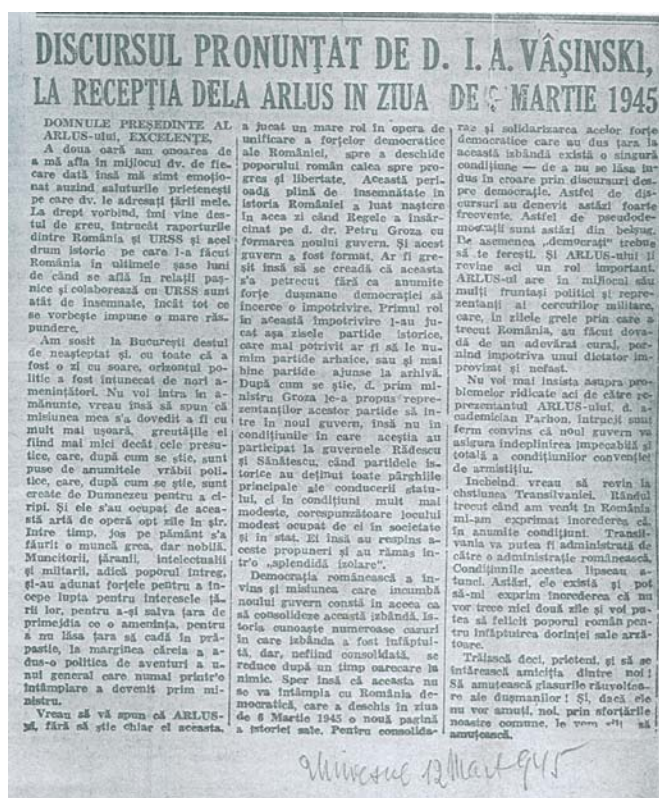 DISCURSUL PRONUNŢAT DE D. I. A. VÂŞINSKI,
LA RECEPŢIA DELA ARLUS IN ZIUA DE MARTIE 1945
DOMNULE PREŞEDINTE AL
ARLUS-ului, EXCELENŢE,
A doua oară am onoarea de
a mă afla în mijlocul dv. de fie-
care dată însă mă simt emoţio-
nat auzind saluturile prieteneşti
pe care dv. le adresaţi ţării mele.
La drept vorbind, îmi vine des-
tul de greu, întrucât raporturile
dintre România şi URSS şi acel
drum istoric pe care l-a făcut
România în ultimele şase luni
de când se află în relaţii paş-
nice şi colaborează cu URSS sunt
atât de însemnate, încât tot ce
se vorbeşte impune o mare răs-
pundere.
Am sosit la Bucureşti destul
de neaşteptat şi, cu toate că a
fost o zi cu soare, orizontul po-
litic a fost întunecat de nori a-
meninţători. Nu voi intra în a-
mănunte, vreau însă să spun că
misiunea mea s'a dovedit a fi cu
mult mai uşoară, greutăţile ei
fiind mai mici decât cele presu-
tice, care, după cum se ştie, sunt
puse de anumitele vrăbii poli-
tice, care, după cum se ştie, sunt
create de Dumnezeu pentru a ci-
ripi. Şi ele s'au ocupat de acea-
stă artă de operă opt zile în şir.
Intre timp, jos pe pământ s'a
făurit o muncă grea, dar nobilă.
Muncitorii, ţăranii, intelectualii
şi militarii, adică poporul întreg,
şi-au adunat forţele pentru a în-
cepe lupta pentru interesele ţă-
rii lor, pentru a-şi salva ţara de
primejdia ce o ameninţa, pentru
a nu lăsa ţara să cadă în pră-
pastie, la marginea căreia a a-
dus-o politica de aventuri a u-
nui general care numai printr'o
întâmplare a devenit prim mi-
nistru.
Vreau să vă spun că ARLUS-
ul, fără să ştie chiar el aceasta,
a jucat un mare rol în opera de
unificare a forţelor democratice
ale României, spre a deschide
poporului român calea spre pro-
gres şi libertate. Această peri-
oadă plină de însemnătate în
istoria României a luat naştere
în acea zi când Regele a însăr-
cinat pe d. dr. Petru Groza cu
formarea noului guvern. Şi acest
guvern a fost format. Ar fi gre-
şit însă să se creadă că aceasta
s'a petrecut fără ca anumite
forţe duşmane democraţiei să
încerce o împotrivire. Primul rol
în această împotrivire l-au ju-
cat aşa zisele partide istorice,
care mai potrivit ar fi să le nu-
mim partide arhaice, sau şi mai
bine partide ajunse la arhivă.
După cum se ştie, d. prim mi-
nistru Groza le-a propus repre-
zentanţilor acestor partide să in-
tre în noul guvern, însă nu în
condiţiunile în care aceştia au
participat la guvernele Rădescu
şi Sănătescu, când partidele is-
torice au deţinut toate pârghiile
principale ale conducerii statu-
lui, ci în condiţiuni mult mai
modeste, corespunzătoare locului
modest ocupat de ei în societate
şi în stat. Ei însă au respins a-
ceste propuneri şi au rămas in-
tr'o „splendidă izolare".
Democraţia românească a în-
vins şi misiunea care incumbă
noului guvern constă în aceea ca
să consolideze această izbândă. Is-
toria cunoaşte numeroase cazuri
în care izbânda a fost înfăptui-
tă, dar, nefiind consolidată, se
reduce după un timp oarecare la
nimic. Sper însă că aceasta nu
se va întâmpla cu România de-
mocratică, care a deschis în ziua
de 6 Martie 1945 o nouă pagină
a istoriei sale. Pentru consolida-
rea şi solidarizarea acelor forţe
democratice care au dus ţara la
această izbândă există o singură
condiţiune — de a nu se lăsa in-
dus în eroare prin discursuri des-
pre democraţie. Astfel de dis-
cursuri au devenit astăzi foarte
frecvente. Astfel de pseudode-
mocraţi sunt astăzi din belşug.
De asemenea „democraţi" trebue
să te fereşti. Şi ARLUS-ului îi
revine aci un rol important.
ARLUS-ul are în mijlocul său
mulţi fruntaşi politici şi repre-
zentanţi al cercurilor militare,
care, în zilele grele prin care a
trecut România, au făcut dova-
dă de un adevărat curaj, por-
nind împotriva unui dictator im-
provizat şi nefast.
Nu voi mai insista asupra pro-
blemelor ridicate aci de către re-
prezentantul ARLUS-ului, d. a-
cademician Parhon, întrucît sunt
ferm convins că noul guvern va
asigura îndeplinirea impecabilă şi
totală a condiţiunilor convenţiei
de armistiţiu.
Incheind vreau să revin la
chstiunea Transilvaniei. Rândul
trecut când am venit în România
mi-am exprimat încrederea că,
în anumite condiţiuni, Transil-
vania va putea fi administrată de
către o administraţie românească.
Condiţiunile acestea lipseau a-
tunci. Astăzi, ele există şi pot
să-mi exprim încrederea că nu
vor trece nici două zile şi voi pu-
tea să felicit poporul român pen-
tru înfăptuirea dorinţei sale arză-
toare.
Trăiască deci, prieteni, şi să se
întărească amiciţia dintre noi!
Să amuţească glasurile răuvoitoa-
re ale duşmanilor! Şi, dacă ele
nu vor amuţi, noi, prin sforţările
noastre comune, le vom sili să
amuţească.
Universul 12 Mart 945